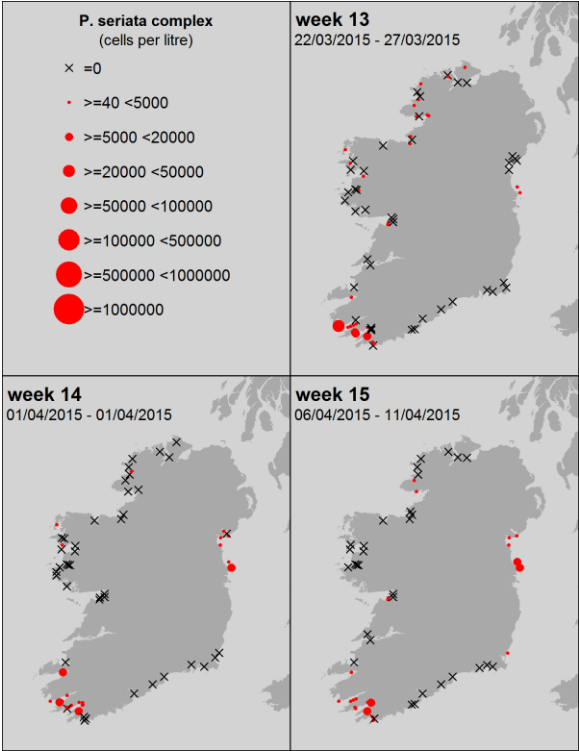 P. seriata complex
(cells per litre)
=0
>=40 <5000
>=5000 <20000
>=20000 <50000
>=50000 <100000
>=100000 <500000
>=500000 <1000000
>=1000000
week 13
22/03/2015 - 27/03/2015
week 14
01/04/2015 - 01/04/2015
week 15
06/04/2015 - 11/04/2015